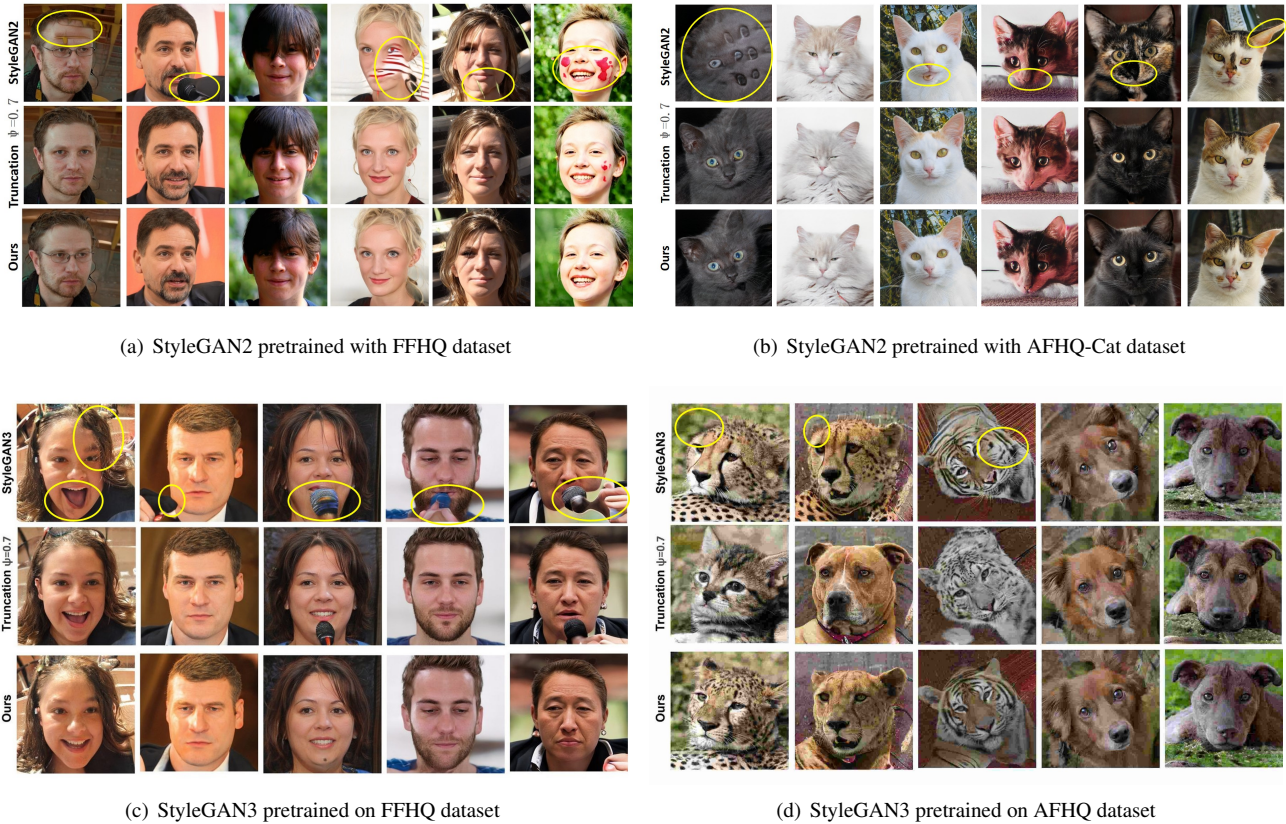 StyleGAN2
Truncation ψ=0. 7
Ours
(a) StyleGAN2 pretrained with FFHQ dataset
StyleGAN2
Truncation ψ=0. 7
Ours
(b) StyleGAN2 pretrained with AFHQ-Cat dataset
StyleGAN3
Truncation ψ=0.7
Ours
(c) StyleGAN3 pretrained on FFHQ dataset
StyleGAN3
Truncation ψ=0.7
Ours
(d) StyleGAN3 pretrained on AFHQ dataset